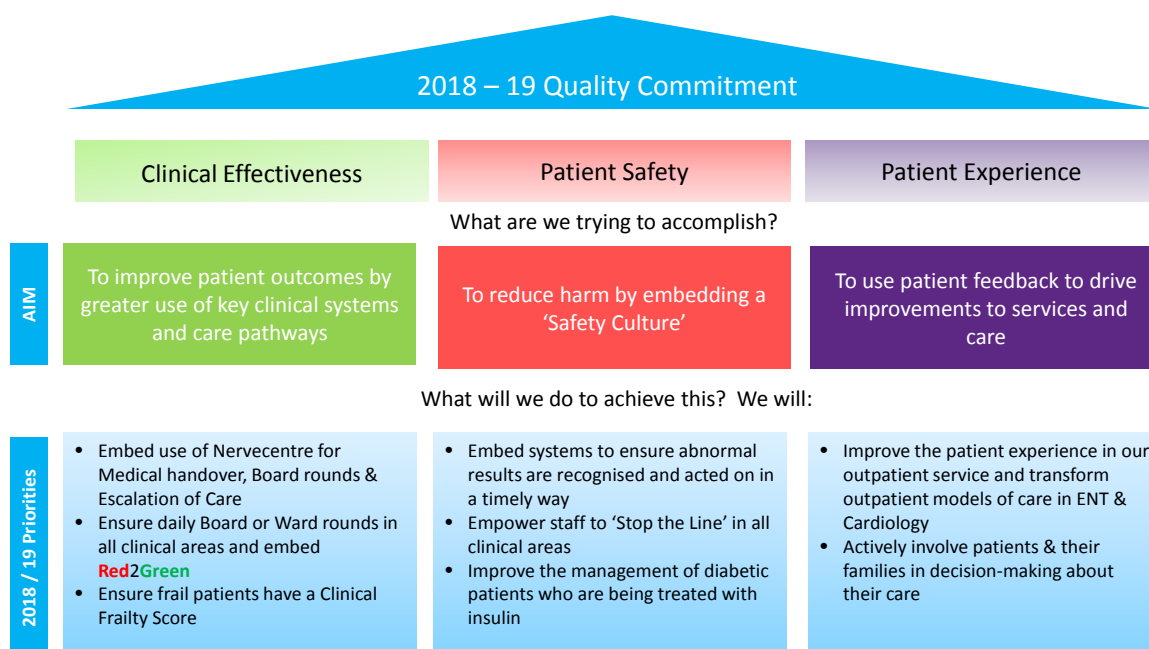 2018 – 19 Quality Commitment
Clinical Effectiveness
Patient Safety
Patient Experience
What are we trying to accomplish?
AIM
To improve patient outcomes by
greater use of key clinical systems
and care pathways
To reduce harm by embedding a
‘Safety Culture’
To use patient feedback to drive
improvements to services and
care
What will we do to achieve this?  We will:
2018 / 19 Priorities
• Embed use of Nervecentre for
Medical handover, Board rounds &
Escalation of Care
• Ensure daily Board or Ward rounds in
all clinical areas and embed
Red2Green
• Ensure frail patients have a Clinical
Frailty Score
• Embed systems to ensure abnormal
results are recognised and acted on in
a timely way
• Empower staff to ‘Stop the Line’ in all
clinical areas
• Improve the management of diabetic
patients who are being treated with
insulin
• Improve the patient experience in our
outpatient service and transform
outpatient models of care in ENT &
Cardiology
• Actively involve patients & their
families in decision-making about
their care